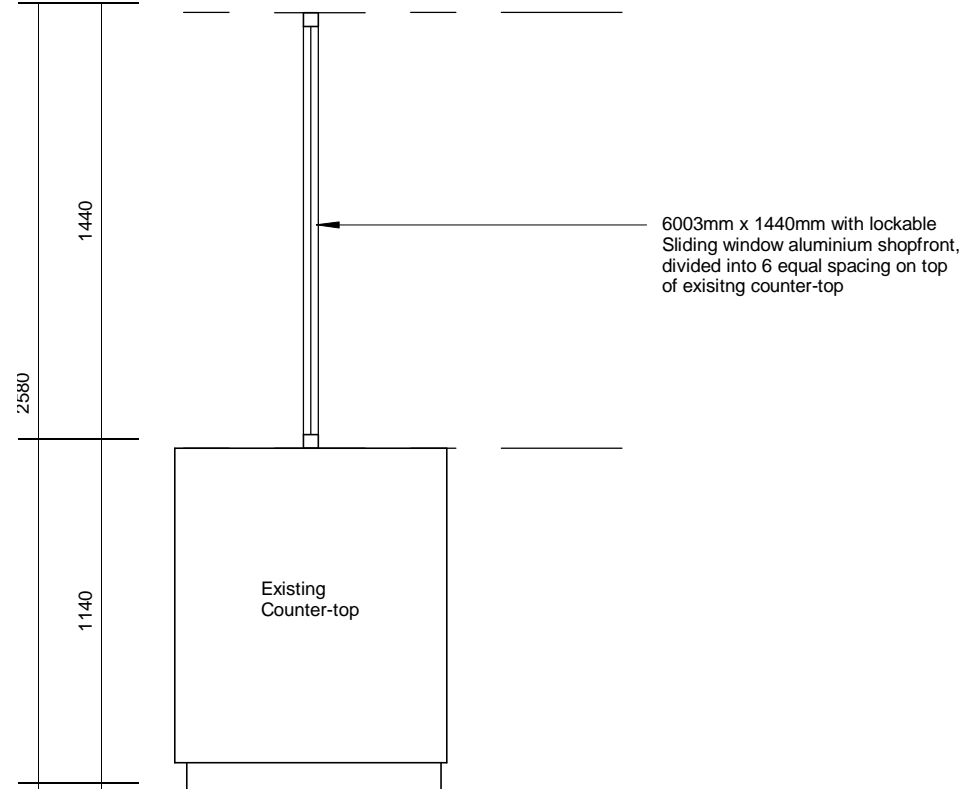 1440
6003mm x 1440mm with lockable
Sliding window aluminium shopfront,
divided into 6 equal spacing on top
of exisitng counter-top
2580
Existing
Counter-top
1140